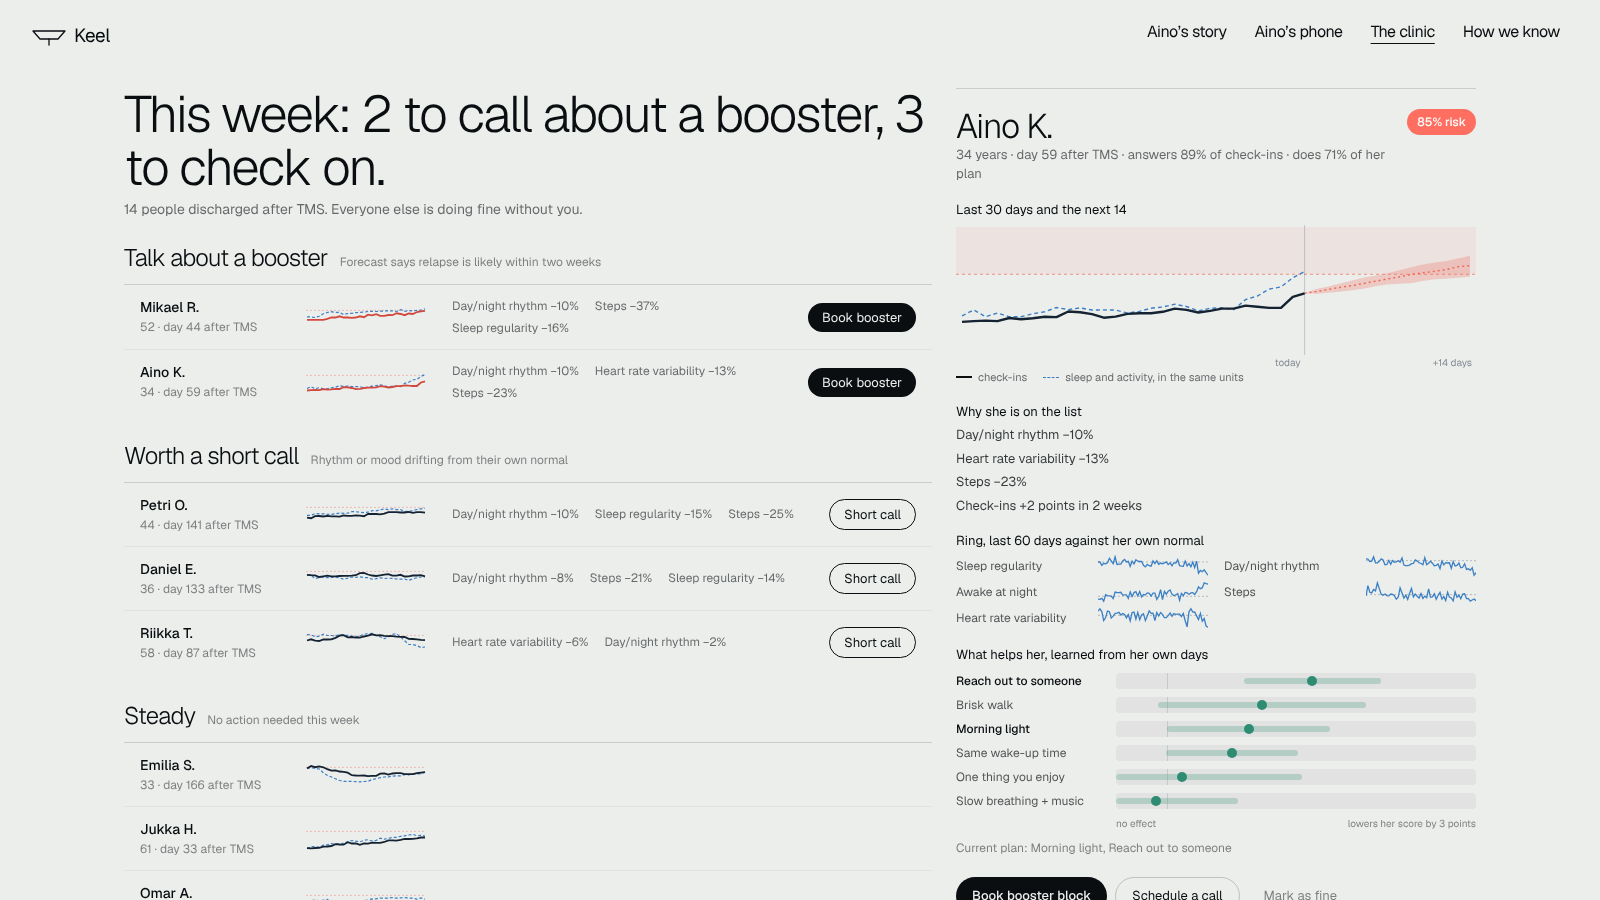 Keel
Aino’s story
Aino’s phone
The clinic
How we know
This week: 2 to call about a booster, 3
to check on.
14 people discharged after TMS. Everyone else is doing fine without you.
Talk about a booster
Forecast says relapse is likely within two weeks
Mikael R.
52 · day 44 after TMS
Day/night rhythm −10% Steps −37%
Sleep regularity −16%
Book booster
Aino K.
34 · day 59 after TMS
Day/night rhythm −10% Heart rate variability −13%
Steps −23%
Book booster
Worth a short call
Rhythm or mood drifting from their own normal
Petri O.
44 · day 141 after TMS
Day/night rhythm −10% Sleep regularity −15% Steps −25%
Short call
Daniel E.
36 · day 133 after TMS
Day/night rhythm −8% Steps −21% Sleep regularity −14%
Short call
Riikka T.
58 · day 87 after TMS
Heart rate variability −6% Day/night rhythm −2%
Short call
Steady
No action needed this week
Emilia S.
33 · day 166 after TMS
Jukka H.
61 · day 33 after TMS
Omar A.
Aino K.
85% risk
34 years · day 59 after TMS · answers 89% of check-ins · does 71% of her
plan
Last 30 days and the next 14
today
+14 days
check-ins
sleep and activity, in the same units
Why she is on the list
Day/night rhythm −10%
Heart rate variability −13%
Steps −23%
Check-ins +2 points in 2 weeks
Ring, last 60 days against her own normal
Sleep regularity
Day/night rhythm
Awake at night
Steps
Heart rate variability
What helps her, learned from her own days
Reach out to someone
Brisk walk
Morning light
Same wake-up time
One thing you enjoy
Slow breathing + music
no effect
lowers her score by 3 points
Current plan: Morning light, Reach out to someone
Book booster block
Schedule a call
Mark as fine